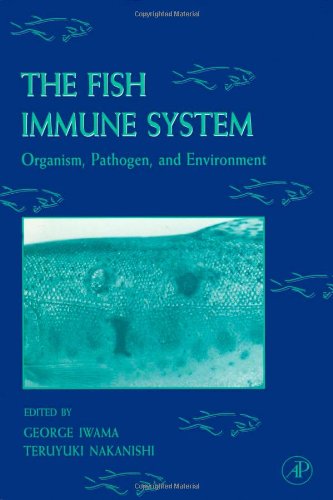 THE FISH
IMMUNE SYSTEM
Organism, Pathogen, and Environment
EDITED BY
GEORGE IWAMA
TERUYUKI NAKANISHI
AP